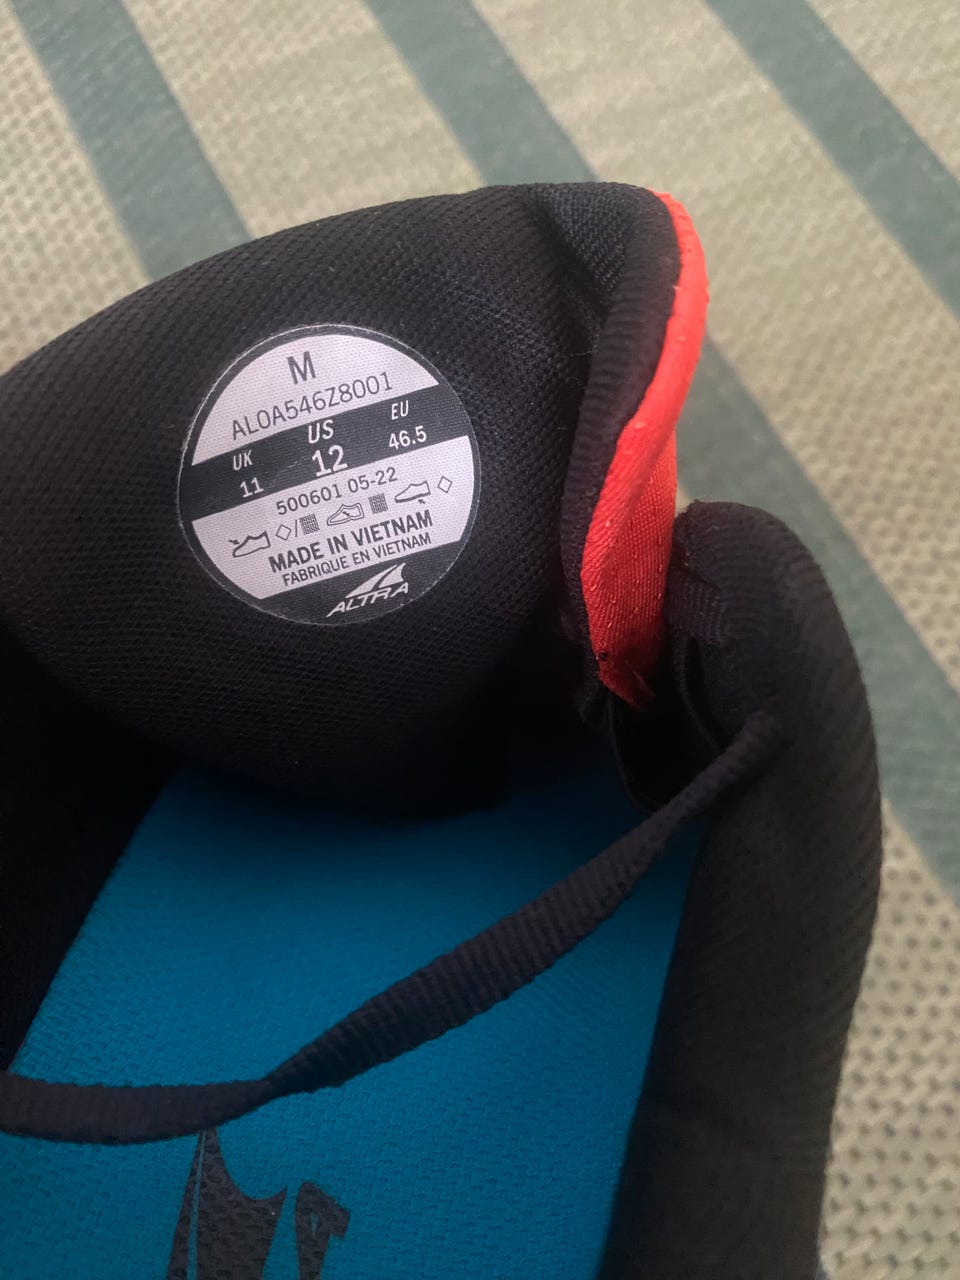 M
AL0A546Z8001
UK US EU
11 12 46.5
500601 05-22
MADE IN VIETNAM
FABRIQUE EN VIETNAM
ALTRA